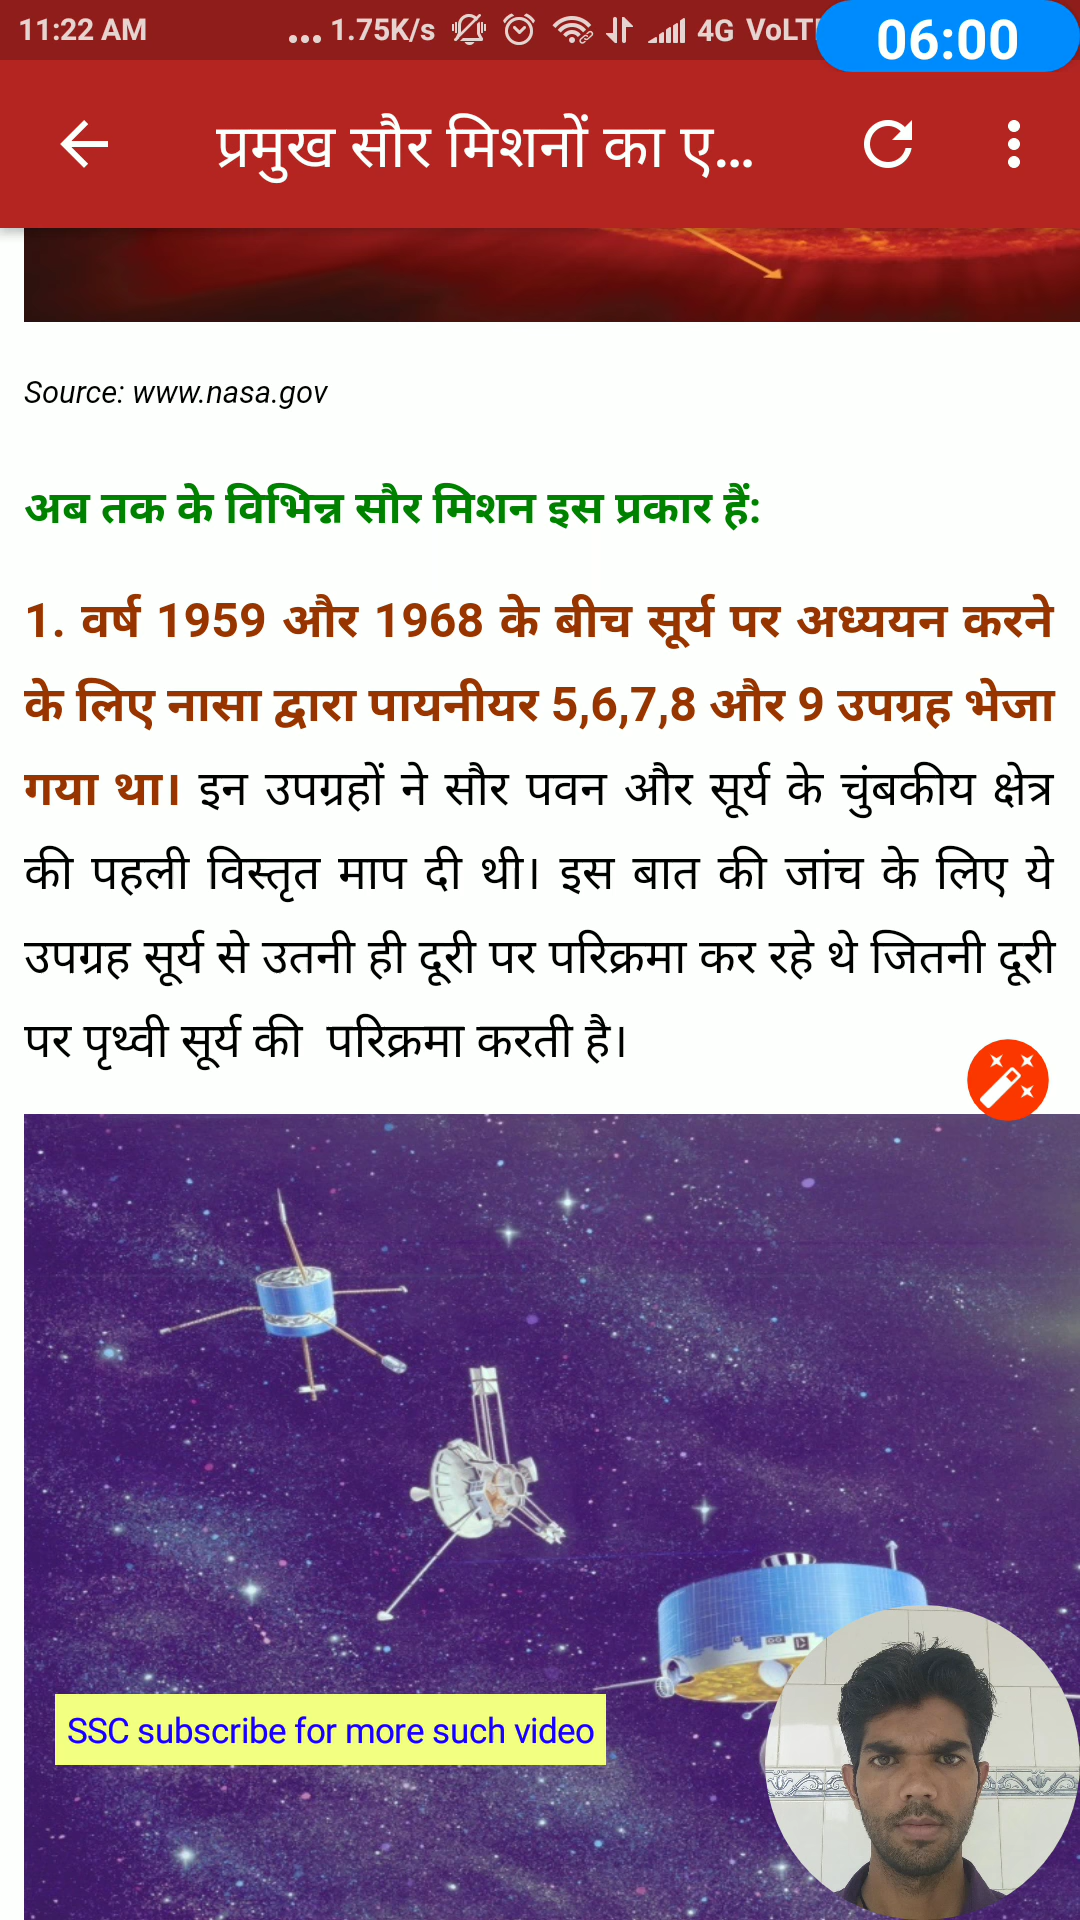 11:22 AM
... 1.75K/s
4G VoLT
06:00
प्रमुख सौर मिशनों का ए...
Source: www.nasa.gov
अब तक के विभिन्न सौर मिशन इस प्रकार हैं:
1. वर्ष 1959 और 1968 के बीच सूर्य पर अध्ययन करने
के लिए नासा द्वारा पायनीयर 5,6,7,8 और 9 उपग्रह भेजा
गया था। इन उपग्रहों ने सौर पवन और सूर्य के चुंबकीय क्षेत्र
की पहली विस्तृत माप दी थी। इस बात की जांच के लिए ये
उपग्रह सूर्य से उतनी ही दूरी पर परिक्रमा कर रहे थे जितनी दूरी
पर पृथ्वी सूर्य की परिक्रमा करती है।
SSC subscribe for more such video